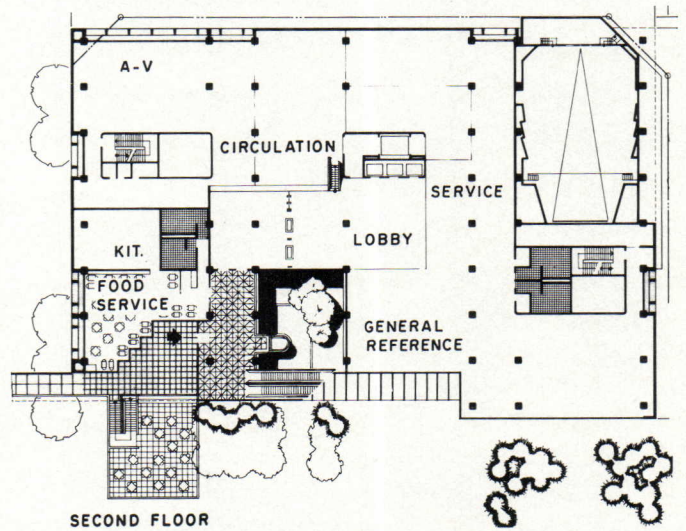 A-V
CIRCULATION
SERVICE
KIT.
LOBBY
FOOD
SERVICE
GENERAL
REFERENCE
SECOND FLOOR